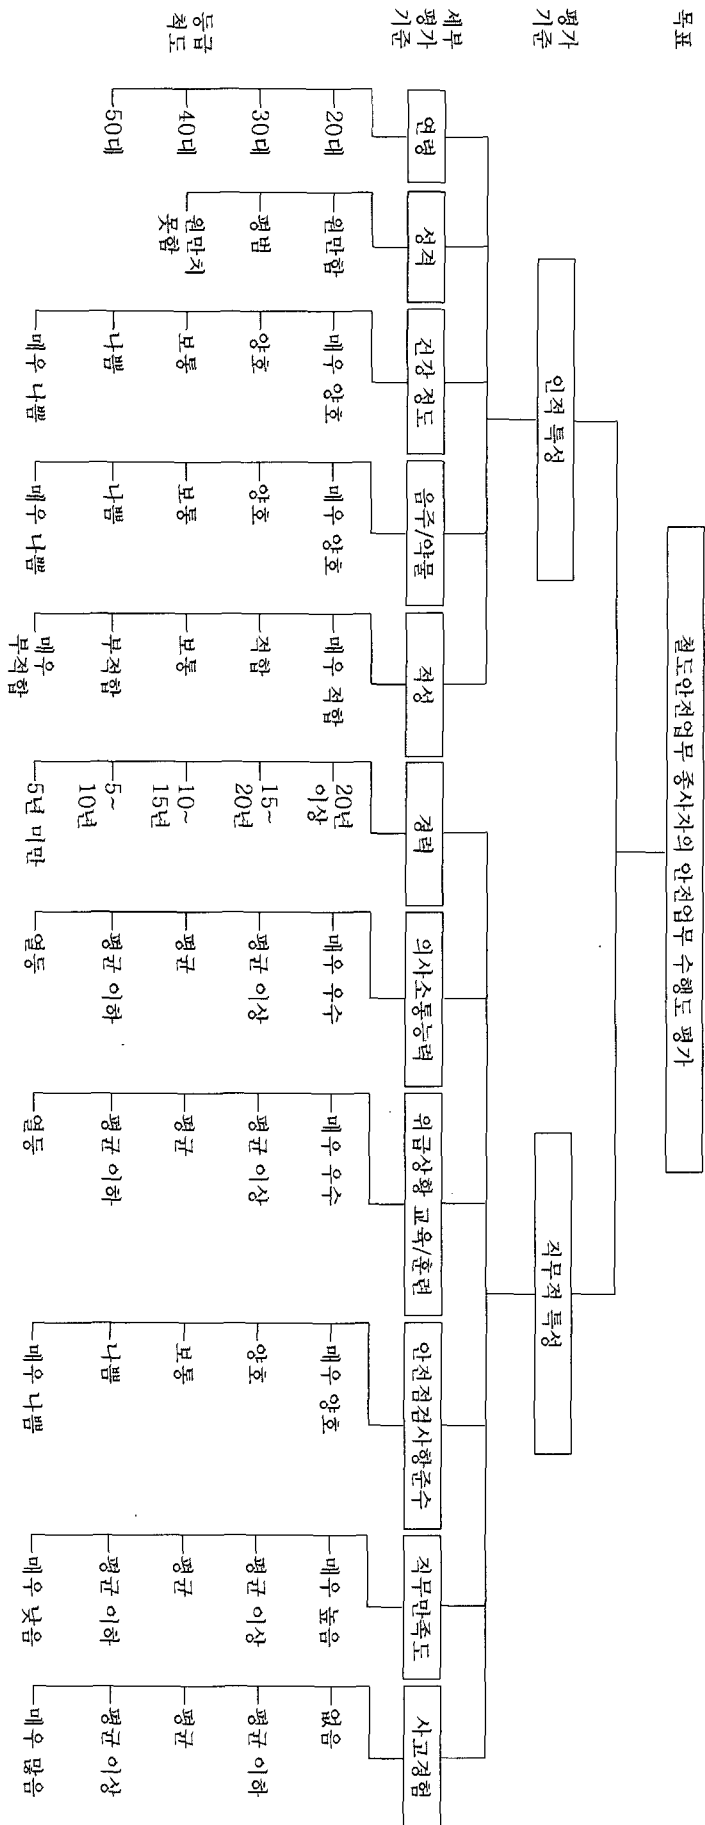 목표
철도안전업무 종사자의 안전업무 수행도 평가
평가
기준
인적 특성
직무적 특성
세부
평가
기준
연령
성격
건강 정도
음주/약물
적성
경력
의사소통능력
위급상황 교육/훈련
안전점검사항준수
직무만족도
사고경험
등급
척도
20대
30대
40대
50대
원만함
평범
원만치
못함
매우 양호
양호
보통
나쁨
매우 나쁨
매우 양호
양호
보통
나쁨
매우 나쁨
매우 적합
적합
보통
부적합
매우
부적합
20년
이상
15~
20년
10~
15년
5~
10년
5년 미만
매우 우수
평균 이상
평균
평균 이하
열등
매우 우수
평균 이상
평균
평균 이하
열등
매우 양호
양호
보통
나쁨
매우 나쁨
매우 높음
평균 이상
평균
평균 이하
매우 낮음
없음
평균 이하
평균
평균 이상
매우 많음